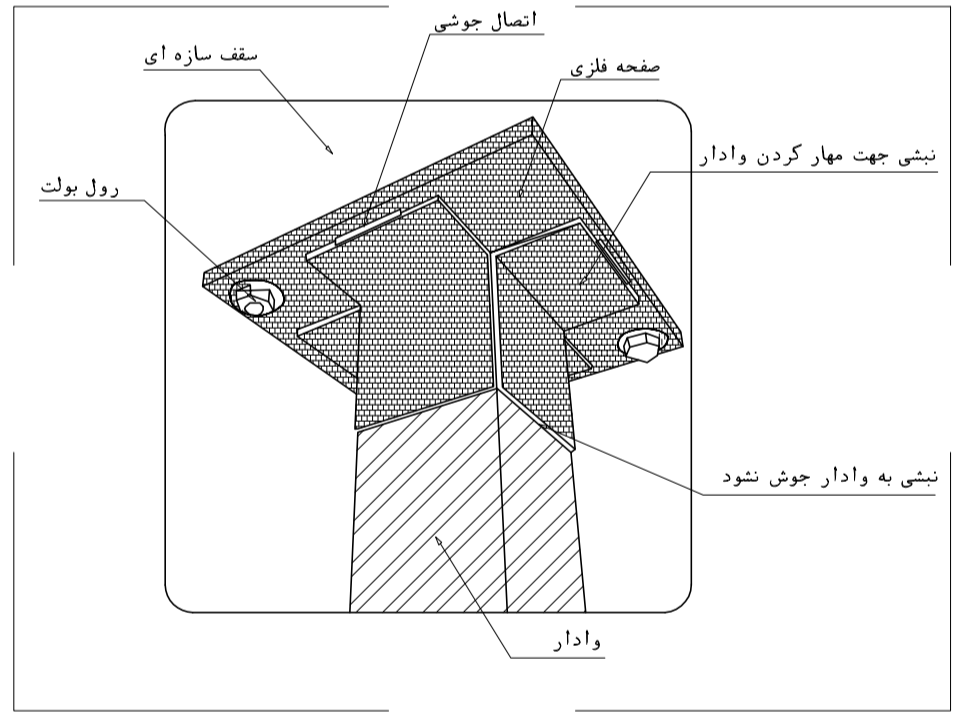 اتصال جوشی
سقف سازه ای
صفحه فلزی
نبشی جهت مهار کردن وادار
رول بولت
نبشی به وادار جوش نشود
وادار